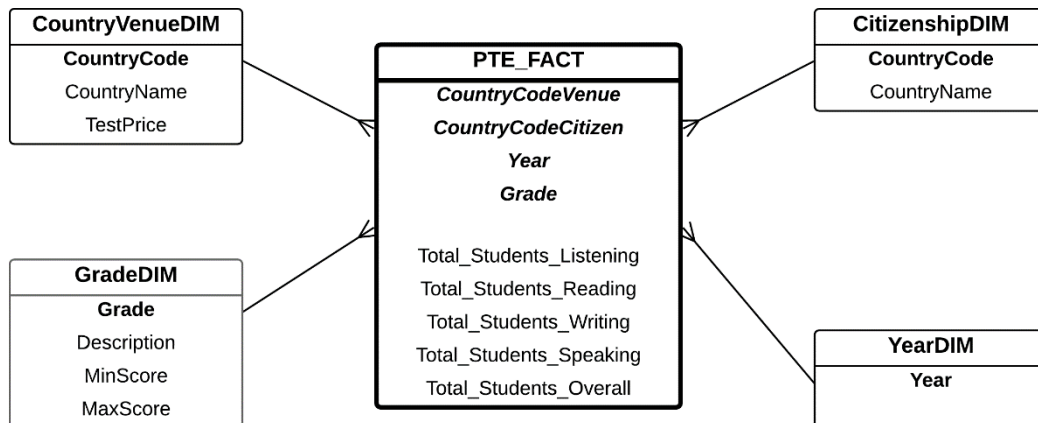 CountryVenueDIM
CountryCode
CountryName
TestPrice
PTE_FACT
CountryCodeVenue
CountryCodeCitizen
Year
Grade
Total_Students_Listening
Total_Students_Reading
Total_Students_Writing
Total_Students_Speaking
Total_Students_Overall
CitizenshipDIM
CountryCode
CountryName
GradeDIM
Grade
Description
MinScore
MaxScore
YearDIM
Year